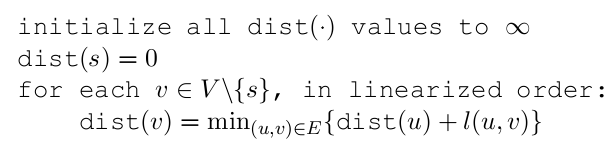 initialize all dist(·) values to ∞
dist(s) = 0
for each v ∈ V\{s}, in linearized order:
dist(v) = min_{(u,v)∈E}{dist(u) + l(u, v)}